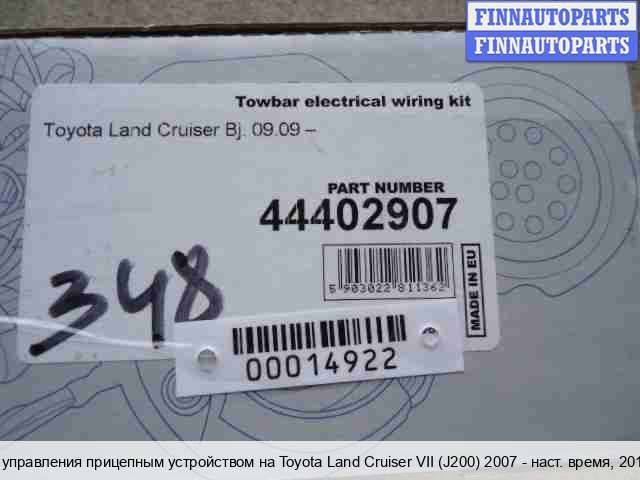 FINNAUTOPARTS
FINNAUTOPARTS
Towbar electrical wiring kit
Toyota Land Cruiser Bj. 09.09 –
PART NUMBER
44402907
5 903022 811362
MADE IN EU
348
00014922
управления прицепным устройством на Toyota Land Cruiser VII (J200) 2007 - наст. время, 201